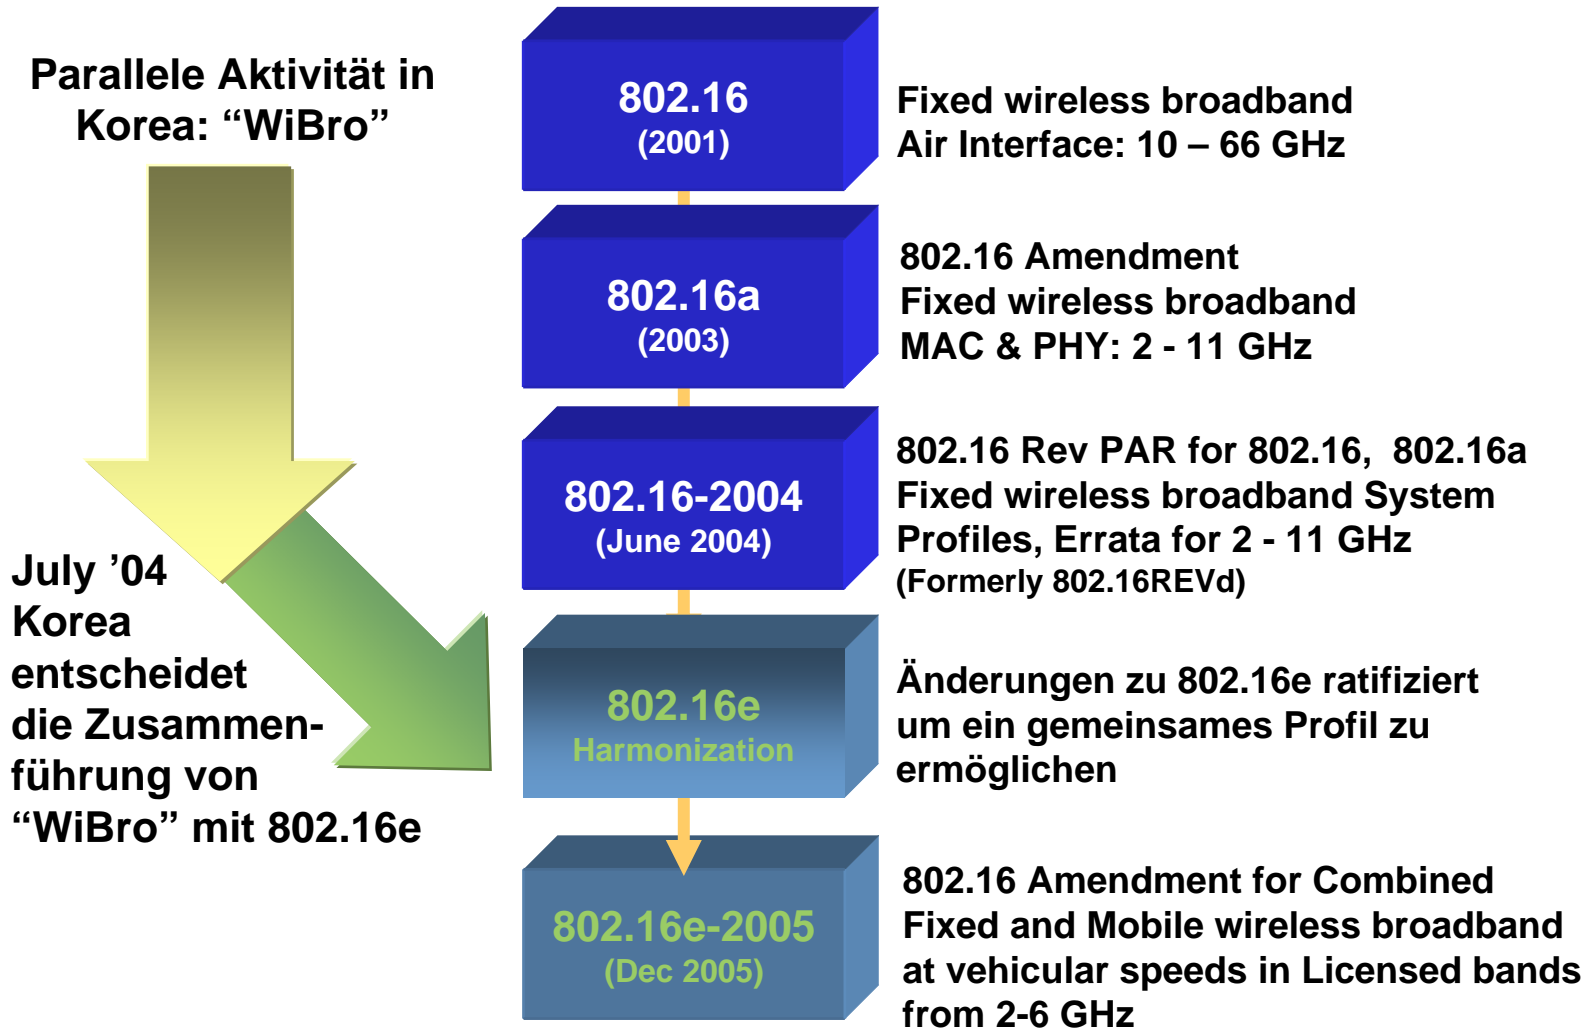 Parallele Aktivität in
Korea: “WiBro”
802.16
(2001)
Fixed wireless broadband
Air Interface: 10 – 66 GHz
802.16a
(2003)
802.16 Amendment
Fixed wireless broadband
MAC & PHY: 2 - 11 GHz
802.16-2004
(June 2004)
802.16 Rev PAR for 802.16, 802.16a
Fixed wireless broadband System
Profiles, Errata for 2 - 11 GHz
(Formerly 802.16REVd)
July ’04
Korea
entscheidet
die Zusammen-
führung von
“WiBro” mit 802.16e
802.16e
Harmonization
Änderungen zu 802.16e ratifiziert
um ein gemeinsames Profil zu
ermöglichen
802.16e-2005
(Dec 2005)
802.16 Amendment for Combined
Fixed and Mobile wireless broadband
at vehicular speeds in Licensed bands
from 2-6 GHz